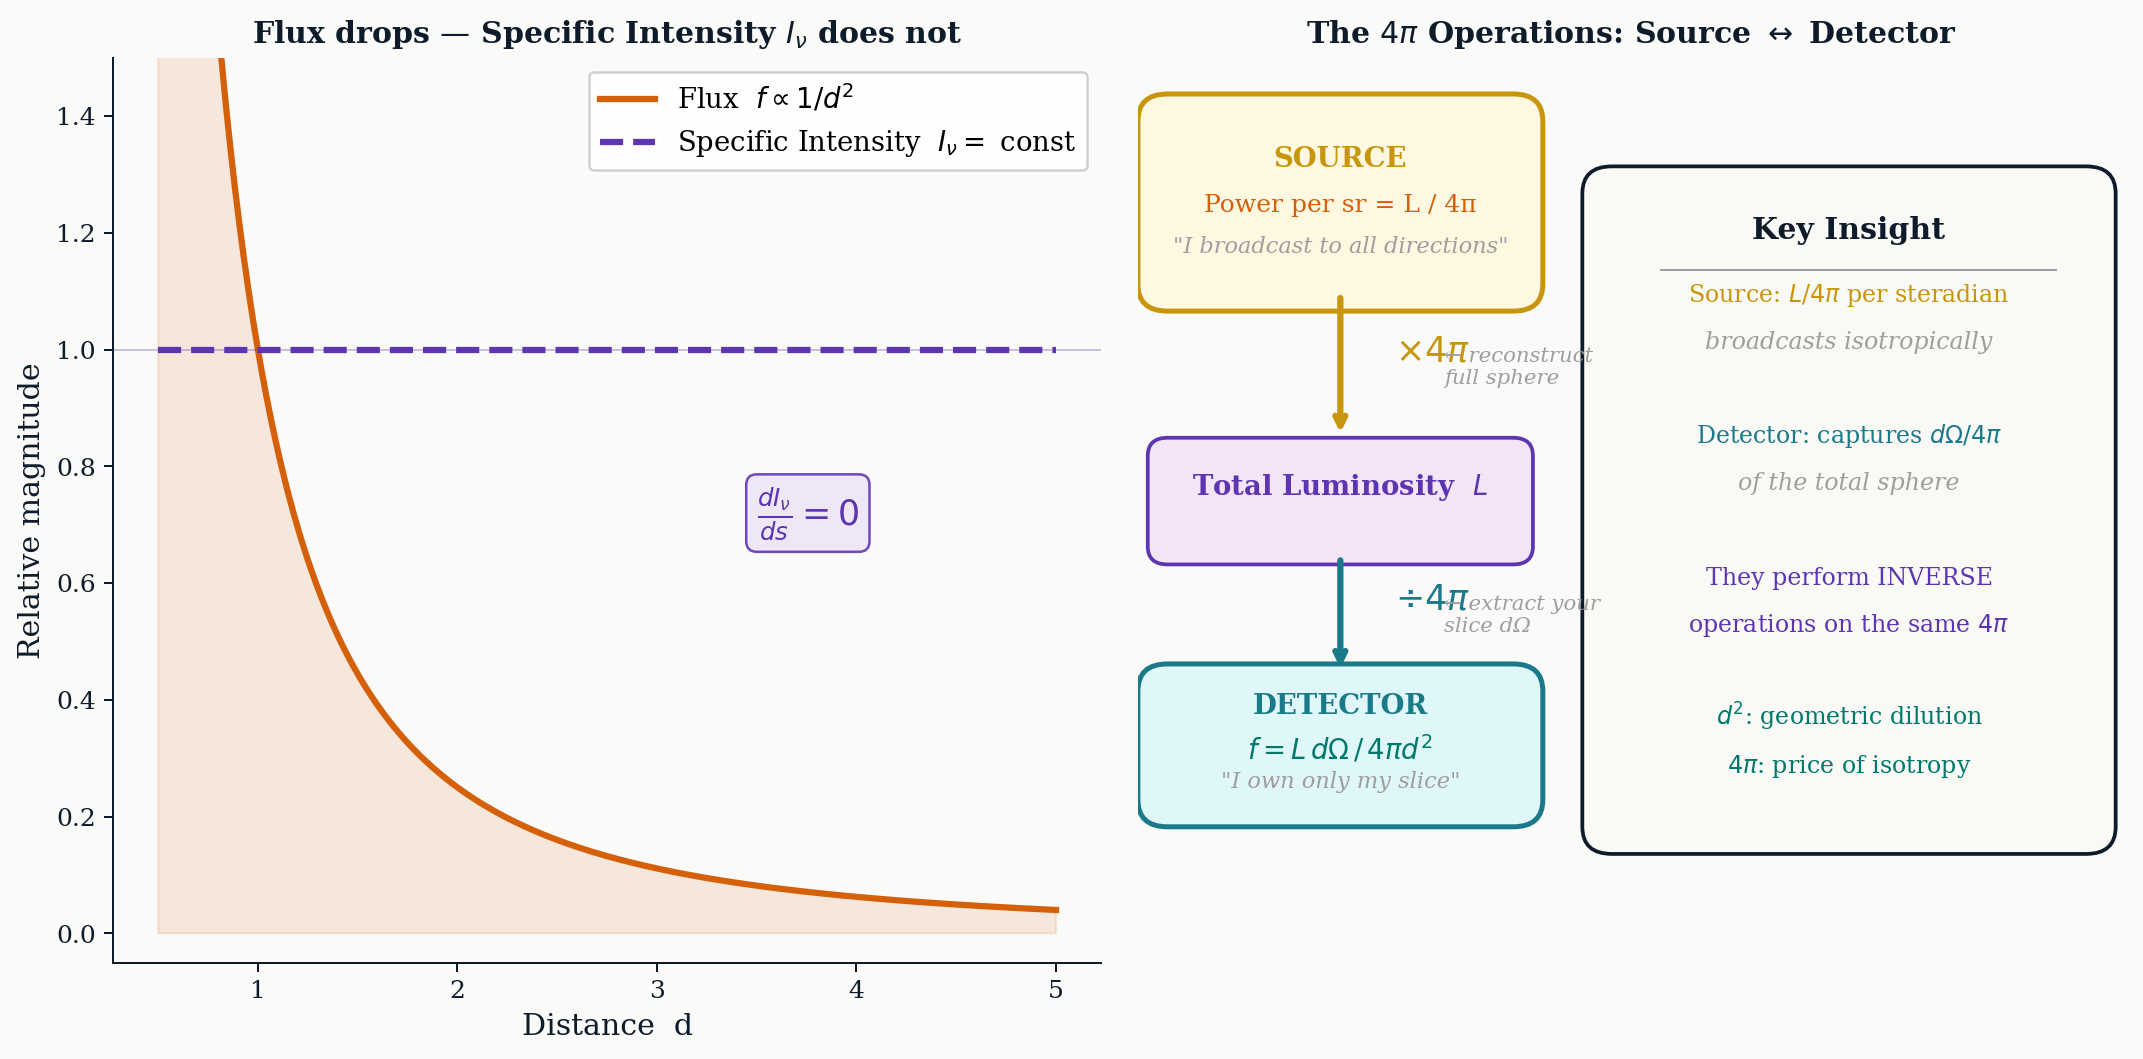 Flux drops — Specific Intensity I_ν does not
Flux f ∝ 1/d²
Specific Intensity I_ν = const
dI_ν/ds = 0
Relative magnitude
1.4
1.2
1.0
0.8
0.6
0.4
0.2
0.0
1 2 3 4 5
Distance d
The 4π Operations: Source ↔ Detector
SOURCE
Power per sr = L / 4π
"I broadcast to all directions"
×4π
← reconstruct
full sphere
Total Luminosity L
÷4π
← extract your
slice dΩ
DETECTOR
f = L dΩ / 4πd²
"I own only my slice"
Key Insight
Source: L/4π per steradian
broadcasts isotropically
Detector: captures dΩ/4π
of the total sphere
They perform INVERSE
operations on the same 4π
d²: geometric dilution
4π: price of isotropy